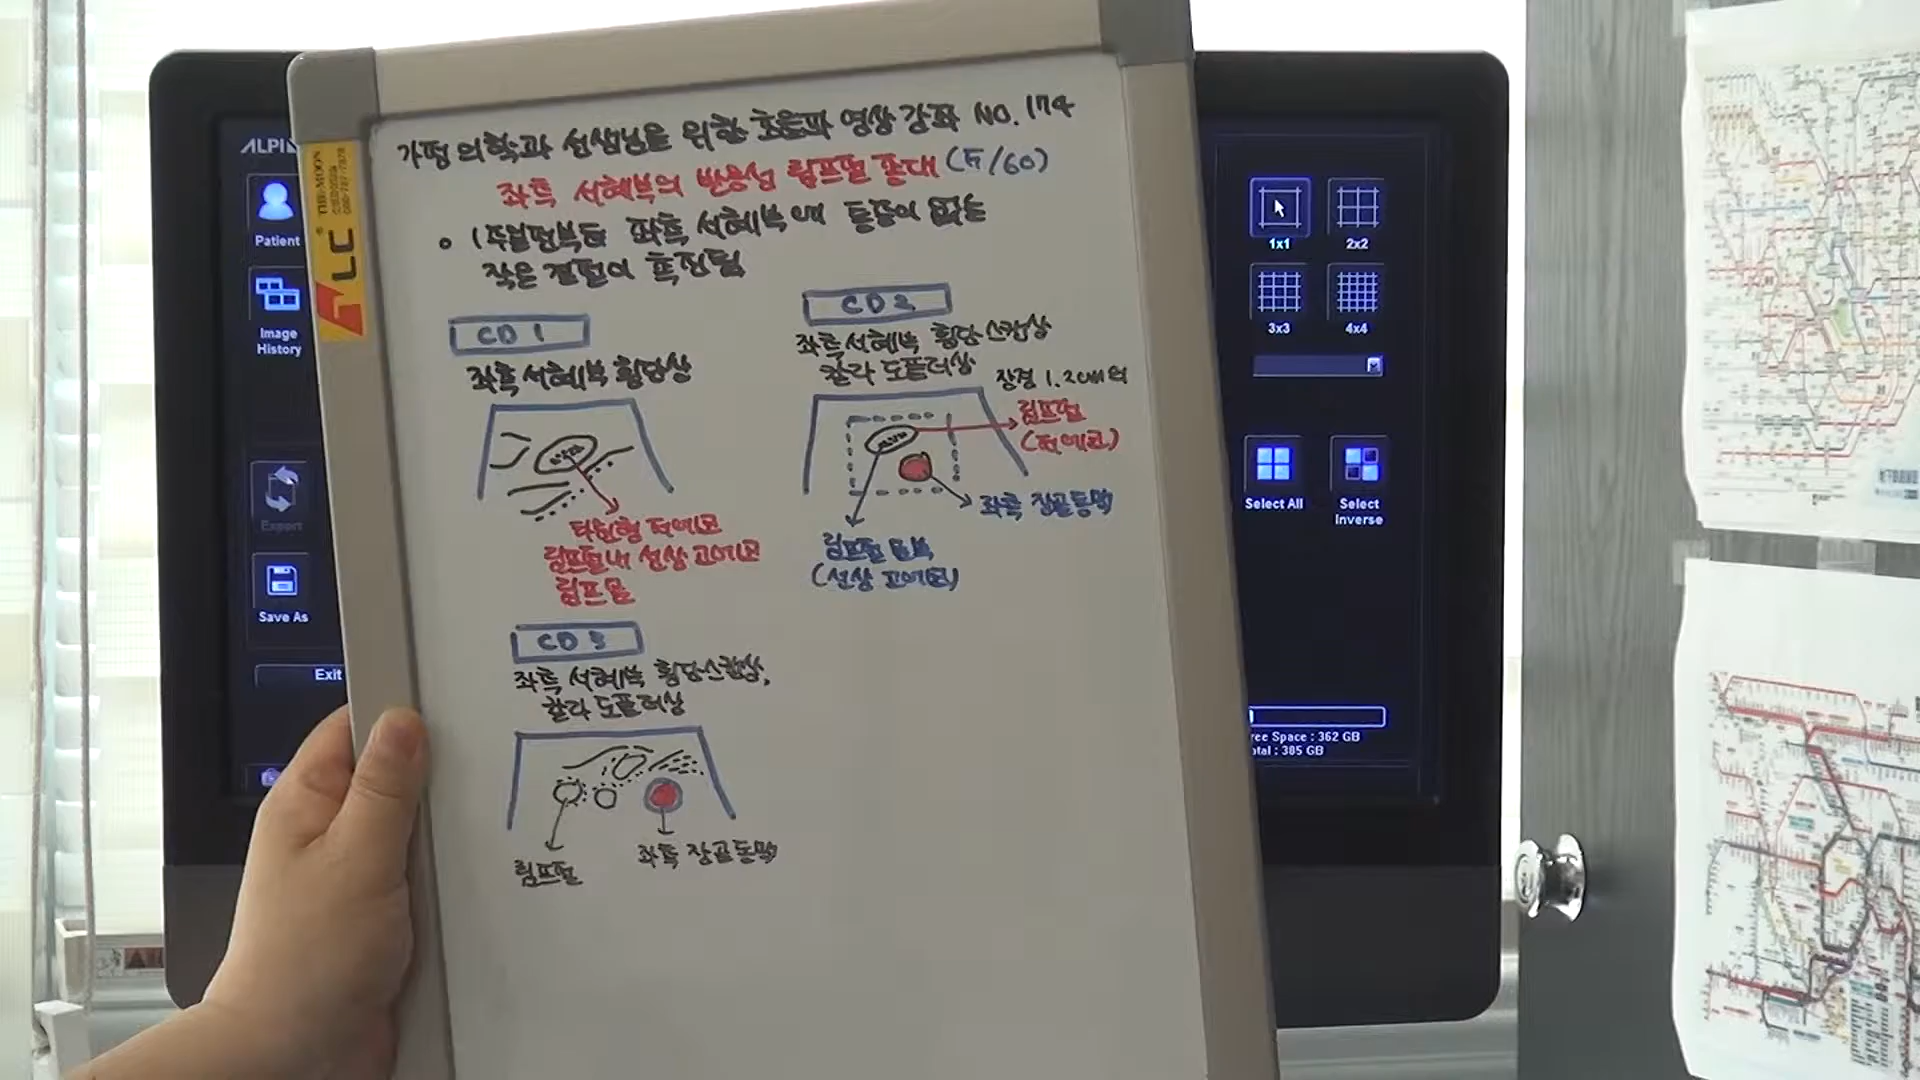 가정의학과 선생님을 위한 초음파 영상강좌 NO. 174
좌측 서혜부의 반응성 림프절 종대 (F/60)
1주일전부터 좌측 서혜부에 통증이 있는
작은 결절이 촉진됨
CD 1
좌측 서혜부 횡단상
타원형 저에코
림프절내 선상 고에코
림프문
CD 2
좌측 서혜부 횡단스캔상
칼라 도플러상
장경 1.2cm의
림프절
(저에코)
좌측 장골동맥
림프절 문부
(선상 고에코)
CD 3
좌측 서혜부 횡단스캔상,
칼라 도플러상
림프절
좌측 장골동맥
ALPI
Patient
Image
History
Export
Save As
Exit
1x1
2x2
3x3
4x4
Select All
Select
Inverse
ree Space : 362 GB
otal : 385 GB